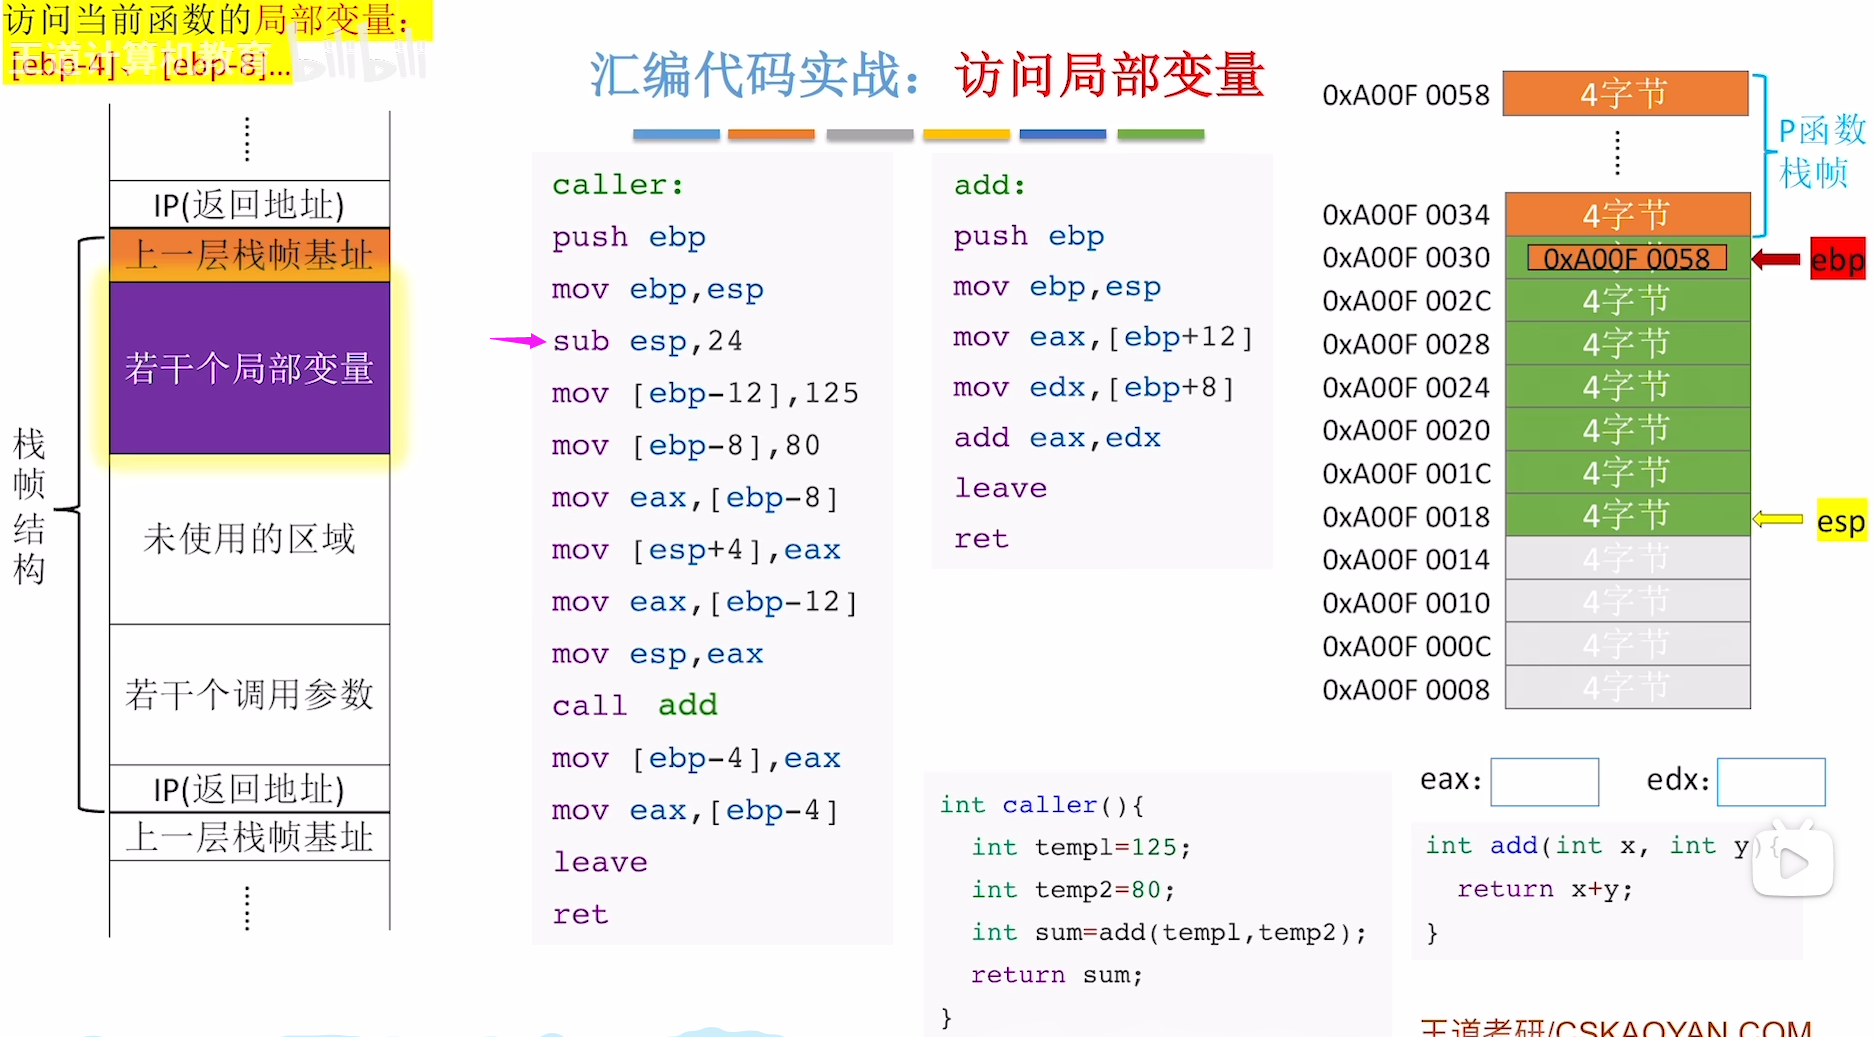 访问当前函数的局部变量：
[ebp-4]、[ebp-8]...
王道计算机教育
bilibili
汇编代码实战：访问局部变量
IP(返回地址)
上一层栈帧基址
若干个局部变量
未使用的区域
若干个调用参数
IP(返回地址)
上一层栈帧基址
栈帧结构
caller:
push ebp
mov ebp,esp
sub esp,24
mov [ebp-12],125
mov [ebp-8],80
mov eax,[ebp-8]
mov [esp+4],eax
mov eax,[ebp-12]
mov esp,eax
call add
mov [ebp-4],eax
mov eax,[ebp-4]
leave
ret
add:
push ebp
mov ebp,esp
mov eax,[ebp+12]
mov edx,[ebp+8]
add eax,edx
leave
ret
int caller(){
int temp1=125;
int temp2=80;
int sum=add(temp1,temp2);
return sum;
}
0xA00F 0058 4字节
P函数
栈帧
0xA00F 0034 4字节
0xA00F 0030 0xA00F 0058 ebp
0xA00F 002C 4字节
0xA00F 0028 4字节
0xA00F 0024 4字节
0xA00F 0020 4字节
0xA00F 001C 4字节
0xA00F 0018 4字节 esp
0xA00F 0014 4字节
0xA00F 0010 4字节
0xA00F 000C 4字节
0xA00F 0008 4字节
eax: edx:
int add(int x, int y){
return x+y;
}
王道考研/CSKAOYAN.COM